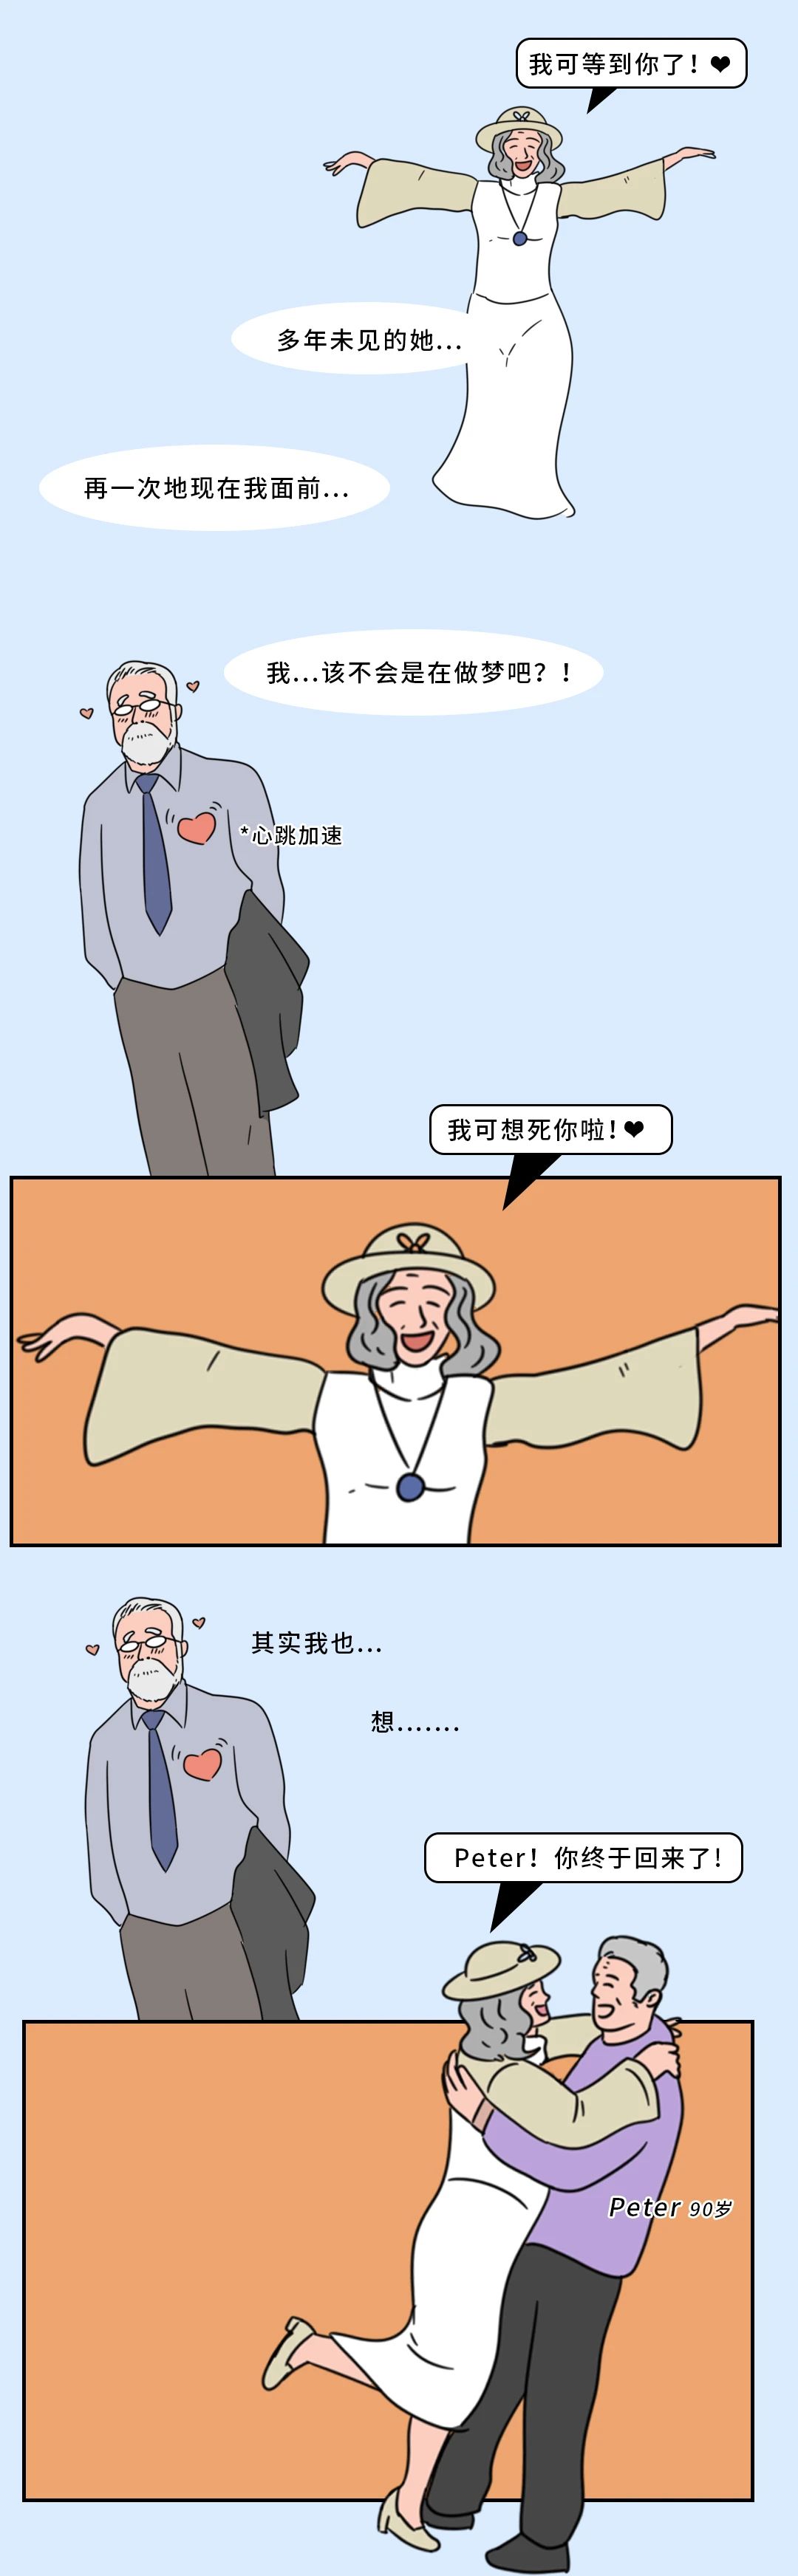 我可等到你了！❤
多年未见的她...
再一次地现在我面前...
我...该不会是在做梦吧？！
*心跳加速
我可想死你啦！❤
其实我也...
想.......
Peter！你终于回来了！
Peter 90岁